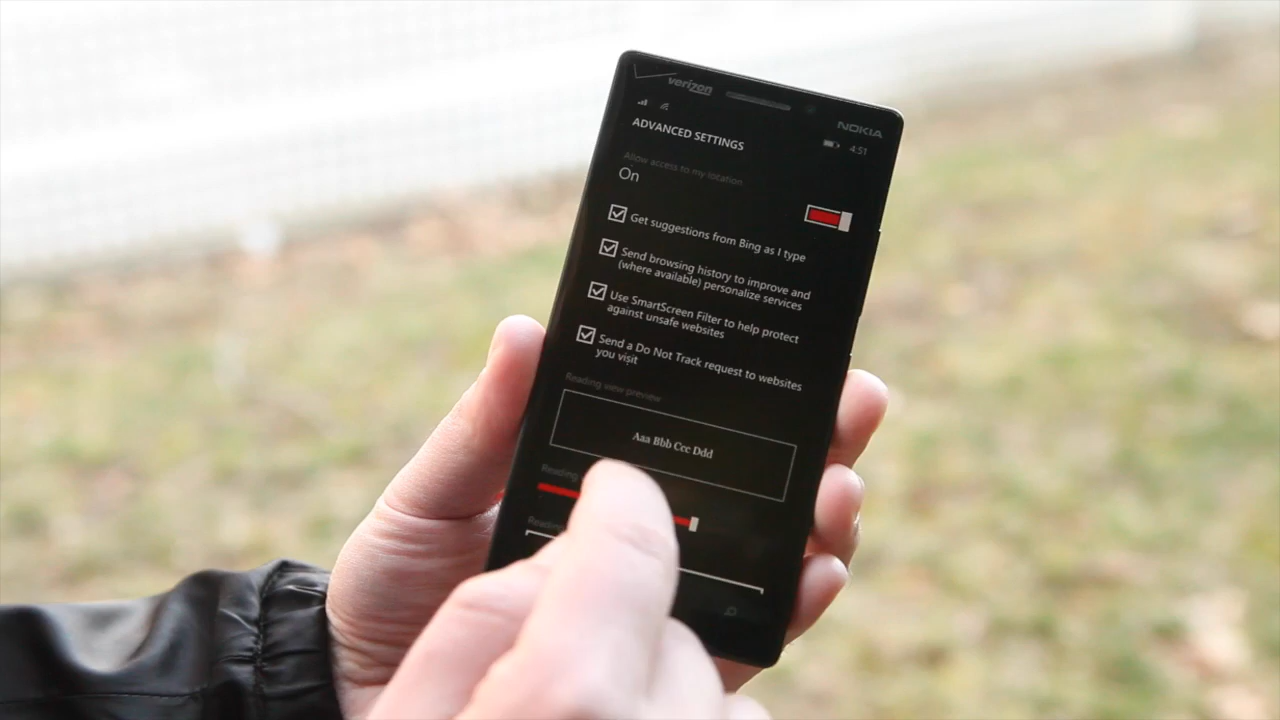 verizon
NOKIA
4:51
ADVANCED SETTINGS
Allow access to my location
On
Get suggestions from Bing as I type
Send browsing history to improve and
(where available) personalize services
Use SmartScreen Filter to help protect
against unsafe websites
Send a Do Not Track request to websites
you visit
Reading view preview
Aaa Bbb Ccc Ddd
Reading
Reading